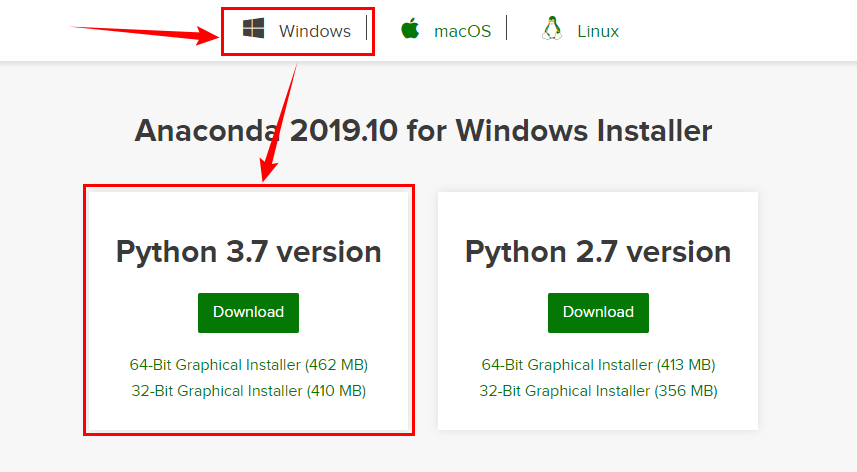 Windows macOS Linux
Anaconda 2019.10 for Windows Installer
Python 3.7 version
Download
64-Bit Graphical Installer (462 MB)
32-Bit Graphical Installer (410 MB)
Python 2.7 version
Download
64-Bit Graphical Installer (413 MB)
32-Bit Graphical Installer (356 MB)